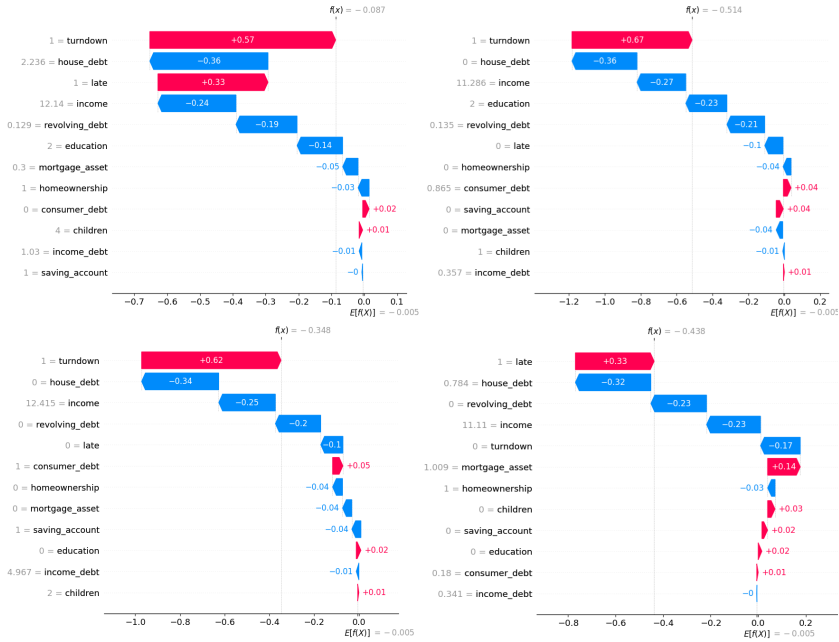 f(x) = −0.087
1 = turndown +0.57
2.236 = house_debt −0.36
1 = late +0.33
12.14 = income −0.24
0.129 = revolving_debt −0.19
2 = education −0.14
0.3 = mortgage_asset −0.05
1 = homeownership −0.03
0 = consumer_debt +0.02
4 = children +0.01
1.03 = income_debt −0.01
1 = saving_account −0
−0.7 −0.6 −0.5 −0.4 −0.3 −0.2 −0.1 0.0 0.1
E[f(X)] = −0.005
f(x) = −0.514
1 = turndown +0.67
0 = house_debt −0.36
11.286 = income −0.27
2 = education −0.23
0.135 = revolving_debt −0.21
0 = late −0.1
0 = homeownership −0.04
0.865 = consumer_debt +0.04
0 = saving_account +0.04
0 = mortgage_asset −0.04
1 = children −0.01
0.357 = income_debt +0.01
−1.2 −1.0 −0.8 −0.6 −0.4 −0.2 0.0 0.2
E[f(X)] = −0.005
f(x) = −0.348
1 = turndown +0.62
0 = house_debt −0.34
12.415 = income −0.25
0 = revolving_debt −0.2
0 = late −0.1
1 = consumer_debt +0.05
0 = homeownership −0.04
0 = mortgage_asset −0.04
1 = saving_account −0.04
0 = education +0.02
4.967 = income_debt −0.01
2 = children +0.01
−1.0 −0.8 −0.6 −0.4 −0.2 0.0
E[f(X)] = −0.005
f(x) = −0.438
1 = late +0.33
0.784 = house_debt −0.32
0 = revolving_debt −0.23
11.11 = income −0.23
0 = turndown −0.17
1.009 = mortgage_asset +0.14
1 = homeownership −0.03
0 = children +0.03
0 = saving_account +0.02
0 = education +0.02
0.18 = consumer_debt +0.01
0.341 = income_debt −0
−0.8 −0.6 −0.4 −0.2 0.0 0.2
E[f(X)] = −0.005